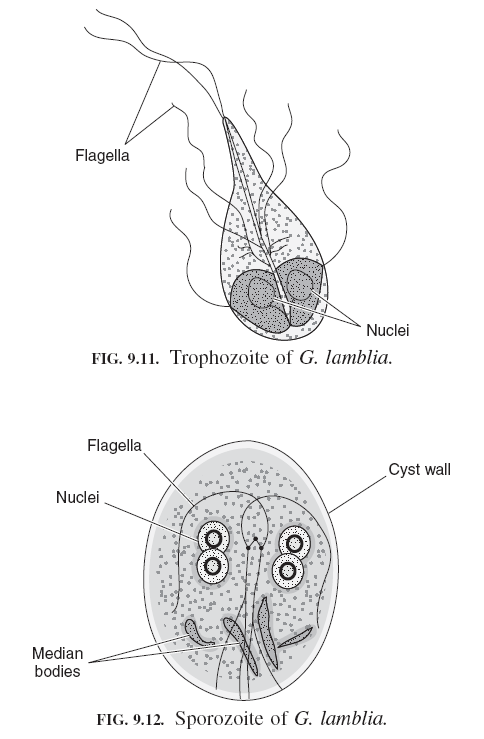 Flagella
Nuclei
FIG. 9.11. Trophozoite of G. lamblia.
Flagella
Cyst wall
Nuclei
Median
bodies
FIG. 9.12. Sporozoite of G. lamblia.